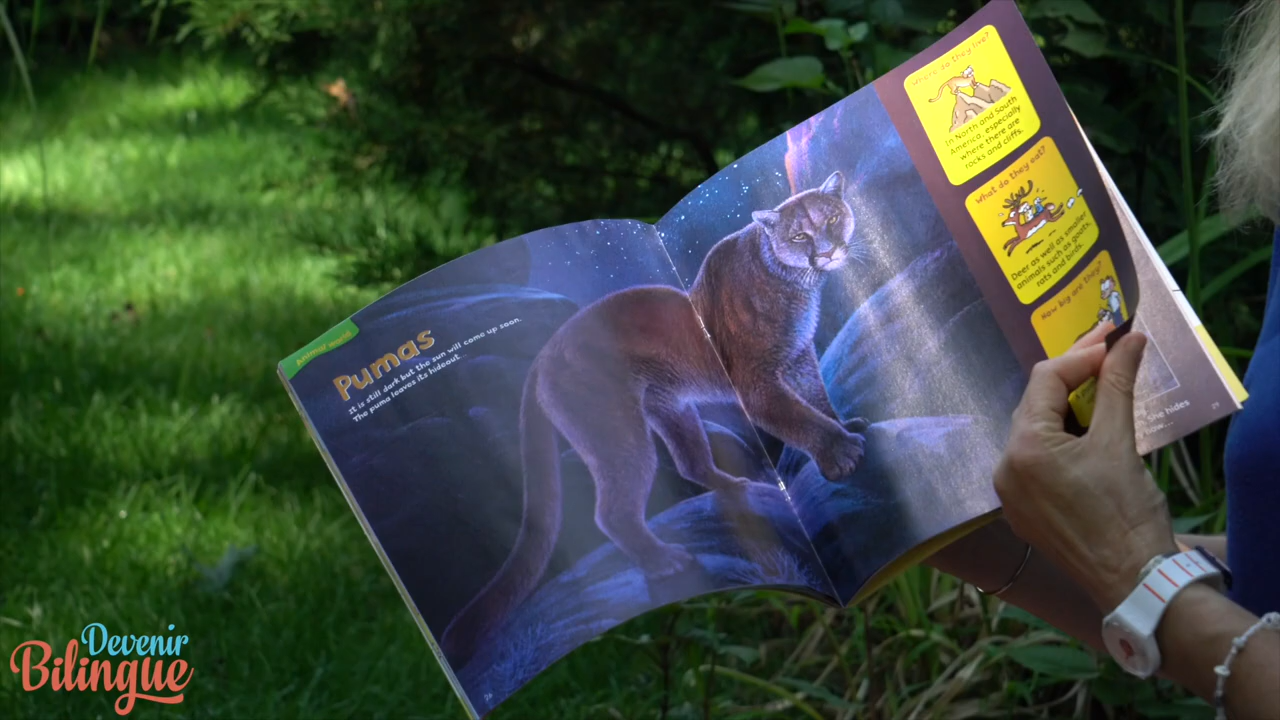 Animal world
Pumas
It is still dark but the sun will come up soon.
The puma leaves its hideout.
Where do they live?
In North and South
America, especially
where there are
rocks and cliffs.
What do they eat?
Deer as well as smaller
animals such as goats,
rats and birds.
How big are they?
she hides
29
Devenir
Bilingue